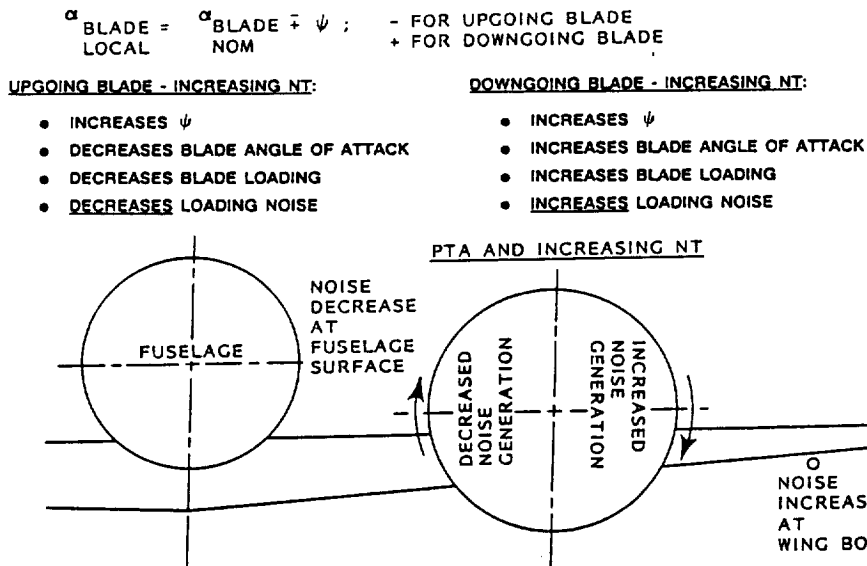 α BLADE = α BLADE ∓ ψ ; - FOR UPGOING BLADE
LOCAL NOM + FOR DOWNGOING BLADE
UPGOING BLADE - INCREASING NT:
• INCREASES ψ
• DECREASES BLADE ANGLE OF ATTACK
• DECREASES BLADE LOADING
• DECREASES LOADING NOISE
DOWNGOING BLADE - INCREASING NT:
• INCREASES ψ
• INCREASES BLADE ANGLE OF ATTACK
• INCREASES BLADE LOADING
• INCREASES LOADING NOISE
PTA AND INCREASING NT
FUSELAGE
NOISE
DECREASE
AT
FUSELAGE
SURFACE
DECREASED
NOISE
GENERATION
INCREASED
NOISE
GENERATION
NOISE
INCREAS
AT
WING BO